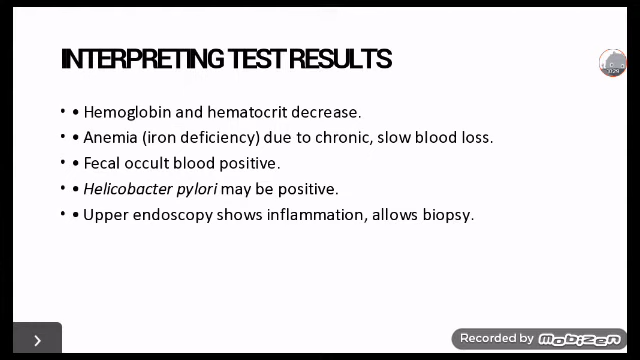 INTERPRETING TEST RESULTS
• • Hemoglobin and hematocrit decrease.
• • Anemia (iron deficiency) due to chronic, slow blood loss.
• • Fecal occult blood positive.
• • Helicobacter pylori may be positive.
• • Upper endoscopy shows inflammation, allows biopsy.
Recorded by MOBIZEN